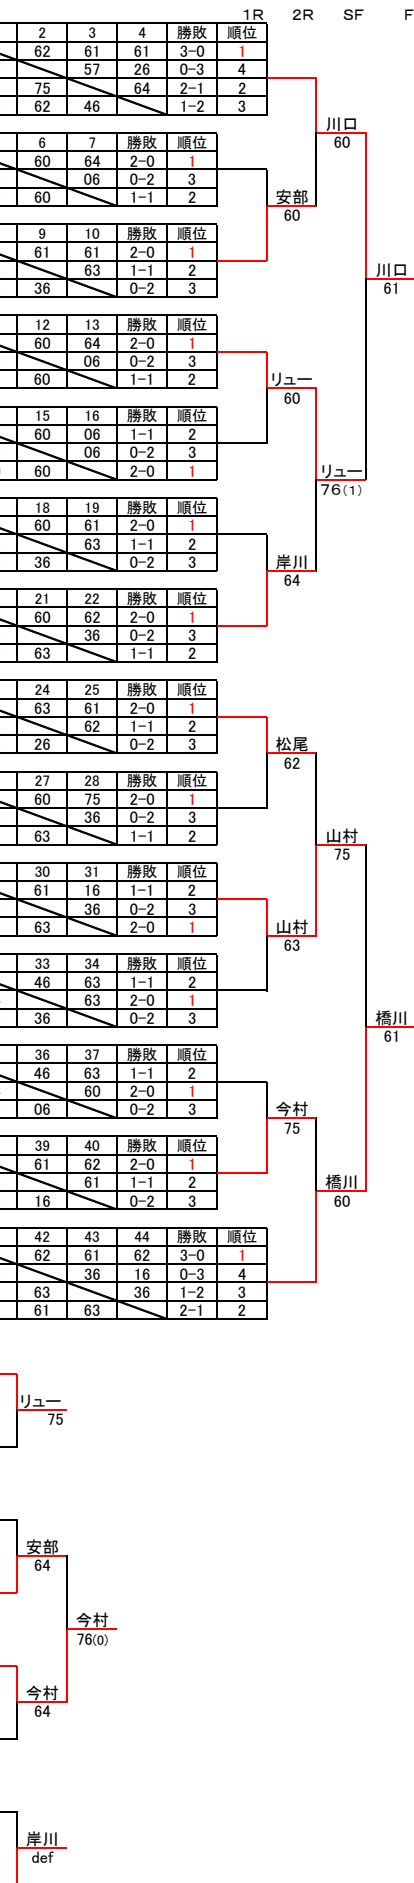 1R 2R SF F
2 3 4 勝敗 順位
62 61 61 3-0 1
57 26 0-3 4
75 64 2-1 2
62 46 1-2 3
川口
60
6 7 勝敗 順位
60 64 2-0 1
06 0-2 3
60 1-1 2
安部
60
9 10 勝敗 順位
61 61 2-0 1
63 1-1 2
36 0-2 3
川口
61
12 13 勝敗 順位
60 64 2-0 1
06 0-2 3
60 1-1 2
リュー
60
15 16 勝敗 順位
60 06 1-1 2
06 0-2 3
60 2-0 1
リュー
76(1)
18 19 勝敗 順位
60 61 2-0 1
63 1-1 2
36 0-2 3
岸川
64
21 22 勝敗 順位
60 62 2-0 1
36 0-2 3
63 1-1 2
24 25 勝敗 順位
63 61 2-0 1
62 1-1 2
26 0-2 3
松尾
62
27 28 勝敗 順位
60 75 2-0 1
36 0-2 3
63 1-1 2
山村
75
30 31 勝敗 順位
61 16 1-1 2
36 0-2 3
63 2-0 1
山村
63
33 34 勝敗 順位
46 63 1-1 2
63 2-0 1
36 0-2 3
橋川
61
36 37 勝敗 順位
46 63 1-1 2
60 2-0 1
06 0-2 3
今村
75
39 40 勝敗 順位
61 62 2-0 1
61 1-1 2
16 0-2 3
橋川
60
42 43 44 勝敗 順位
62 61 62 3-0 1
36 16 0-3 4
63 36 1-2 3
61 63 2-1 2
リュー
75
安部
64
今村
76(0)
今村
64
岸川
def